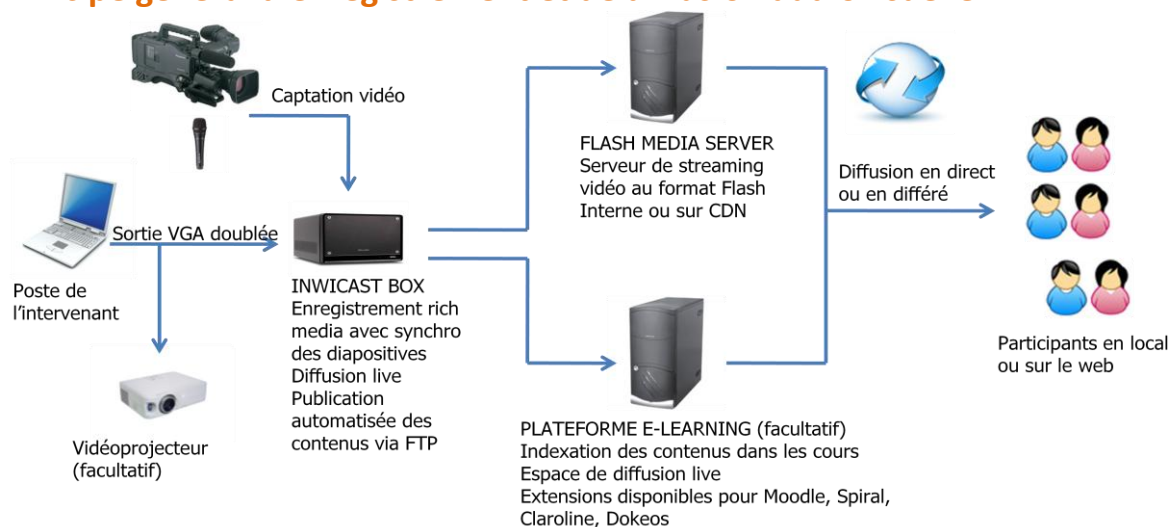 Captation vidéo
Sortie VGA doublée
Poste de
l'intervenant
Vidéoprojecteur
(facultatif)
INWICAST BOX
Enregistrement rich
media avec synchro
des diapositives
Diffusion live
Publication
automatisée des
contenus via FTP
FLASH MEDIA SERVER
Serveur de streaming
vidéo au format Flash
Interne ou sur CDN
PLATEFORME E-LEARNING (facultatif)
Indexation des contenus dans les cours
Espace de diffusion live
Extensions disponibles pour Moodle, Spiral,
Claroline, Dokeos
Diffusion en direct
ou en différé
Participants en local
ou sur le web